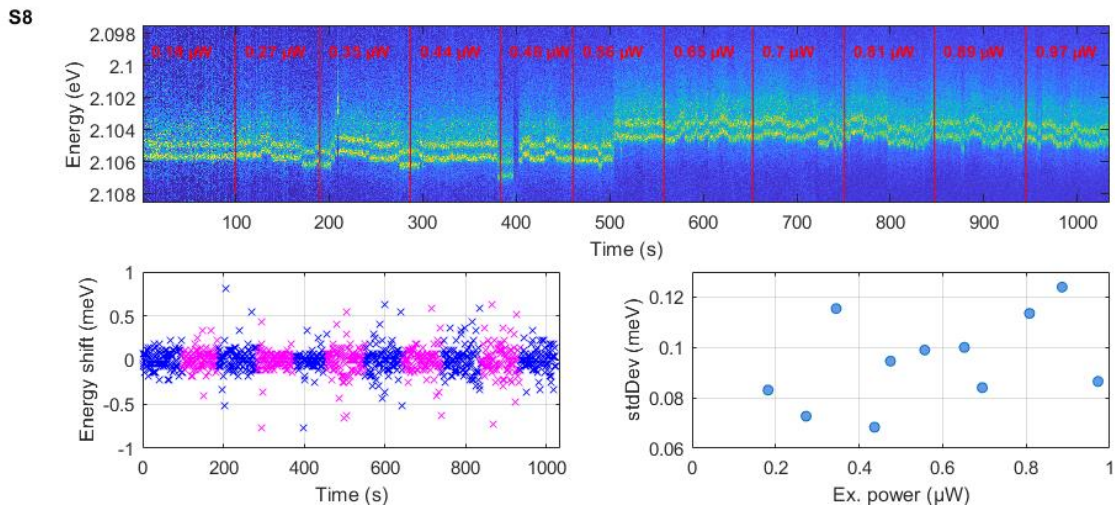 S8
2.098
2.1
2.102
2.104
2.106
2.108
Energy (eV)
0.18 µW 0.27 µW 0.35 µW 0.44 µW 0.48 µW 0.56 µW 0.65 µW 0.7 µW 0.81 µW 0.89 µW 0.97 µW
100 200 300 400 500 600 700 800 900 1000
Time (s)
1
0.5
0
-0.5
-1
Energy shift (meV)
0 200 400 600 800 1000
Time (s)
0.12
0.1
0.08
0.06
stdDev (meV)
0 0.2 0.4 0.6 0.8 1
Ex. power (µW)